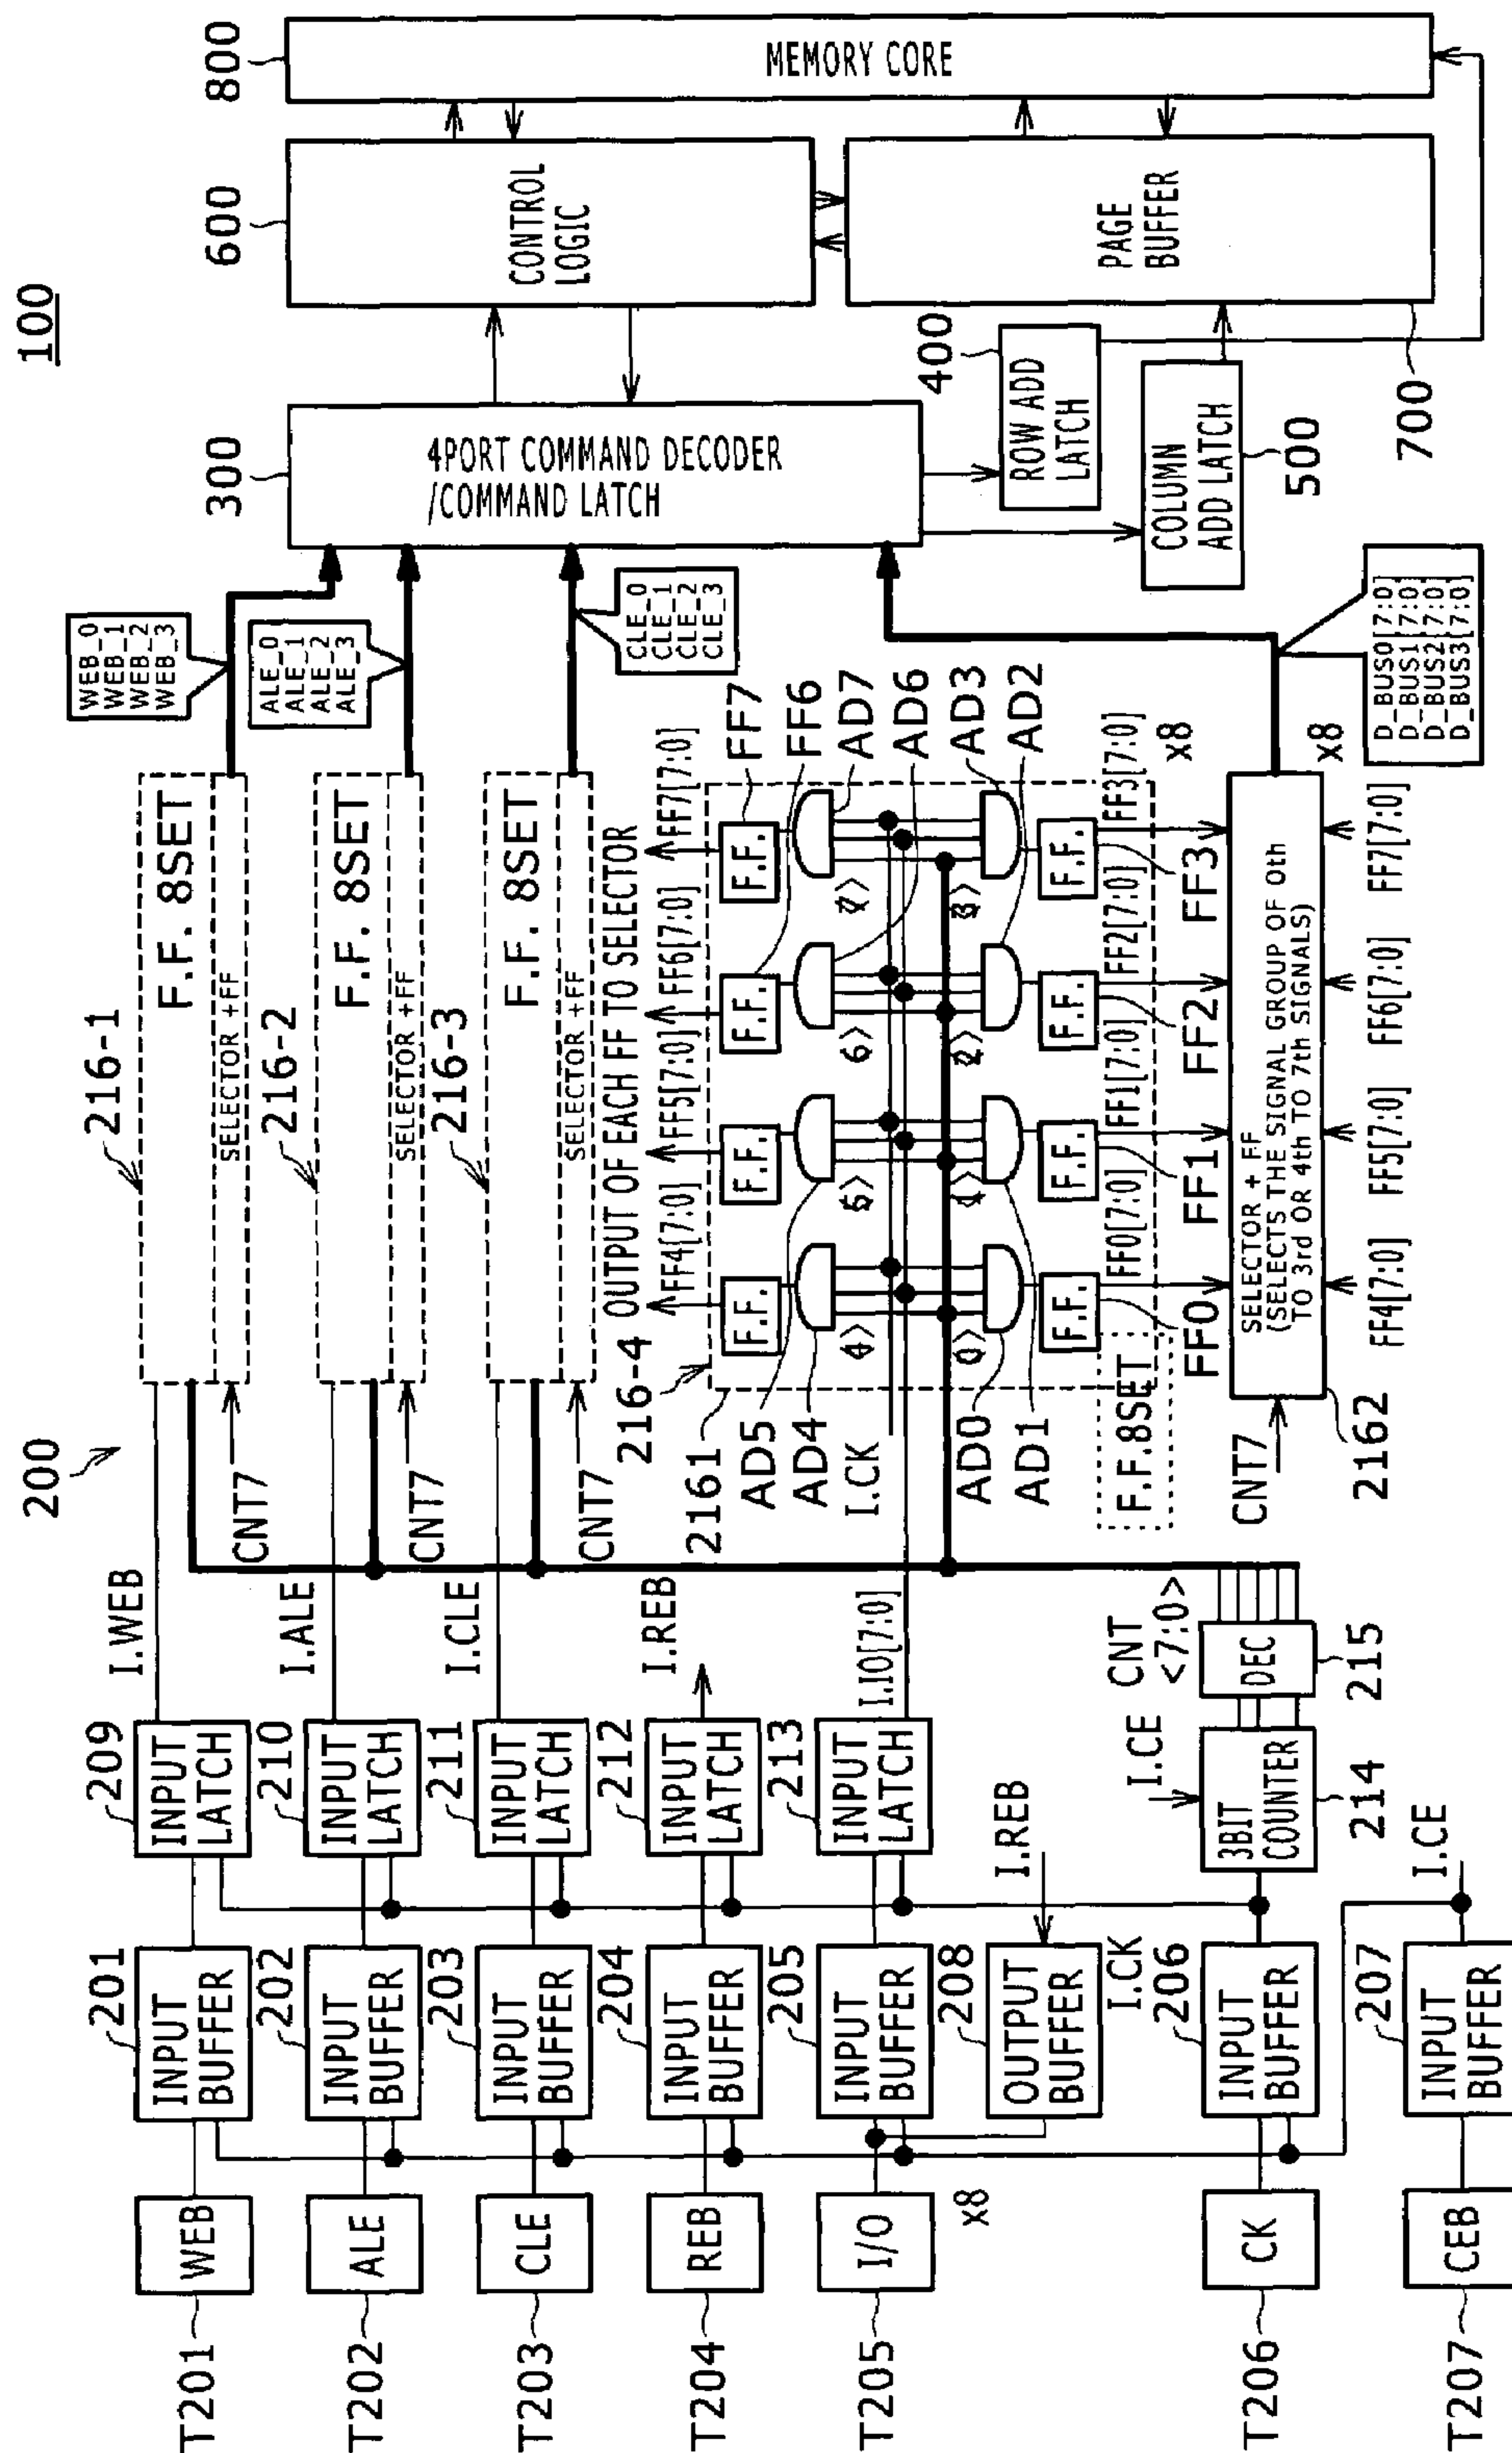 100
200
T201
WEB
201
INPUT
BUFFER
209
INPUT
LATCH
I.WEB
216-1
F.F. 8SET
SELECTOR +FF
CNT7
WEB_0
WEB_1
WEB_2
WEB_3
T202
ALE
202
INPUT
BUFFER
210
INPUT
LATCH
I.ALE
216-2
F.F. 8SET
SELECTOR +FF
CNT7
ALE_0
ALE_1
ALE_2
ALE_3
T203
CLE
203
INPUT
BUFFER
211
INPUT
LATCH
I.CLE
216-3
F.F. 8SET
SELECTOR +FF
CNT7
CLE_0
CLE_1
CLE_2
CLE_3
T204
REB
204
INPUT
BUFFER
212
INPUT
LATCH
I.REB
T205
I/O
x8
205
INPUT
BUFFER
213
INPUT
LATCH
I.IO[7:0]
208
OUTPUT
BUFFER
I.REB
T206
CK
206
INPUT
BUFFER
I.CK
214
3BIT
COUNTER
I.CE
215
DEC
CNT
<7:0>
T207
CEB
207
INPUT
BUFFER
I.CE
216-4
2161
OUTPUT OF EACH FF TO SELECTOR
FF4[7:0]
FF5[7:0]
FF6[7:0]
FF7[7:0]
F.F.
F.F.
F.F.
F.F.
FF7
FF6
AD7
AD6
AD3
AD2
AD5
AD4
I.CK
AD0
AD1
<4>
<5>
<6>
<7>
<0>
<1>
<2>
<3>
F.F.
F.F.
F.F.
F.F.
F.F.8SET
FF0
FF0[7:0]
FF1
FF1[7:0]
FF2
FF2[7:0]
FF3
FF3[7:0]
x8
CNT7
2162
SELECTOR + FF
(SELECTS THE SIGNAL GROUP OF 0th
TO 3rd OR 4th TO 7th SIGNALS)
FF4[7:0]
FF5[7:0]
FF6[7:0]
FF7[7:0]
x8
D_BUS0[7:0]
D_BUS1[7:0]
D_BUS2[7:0]
D_BUS3[7:0]
300
4PORT COMMAND DECODER
/COMMAND LATCH
400
ROW ADD
LATCH
500
COLUMN
ADD LATCH
600
CONTROL
LOGIC
700
PAGE
BUFFER
800
MEMORY CORE